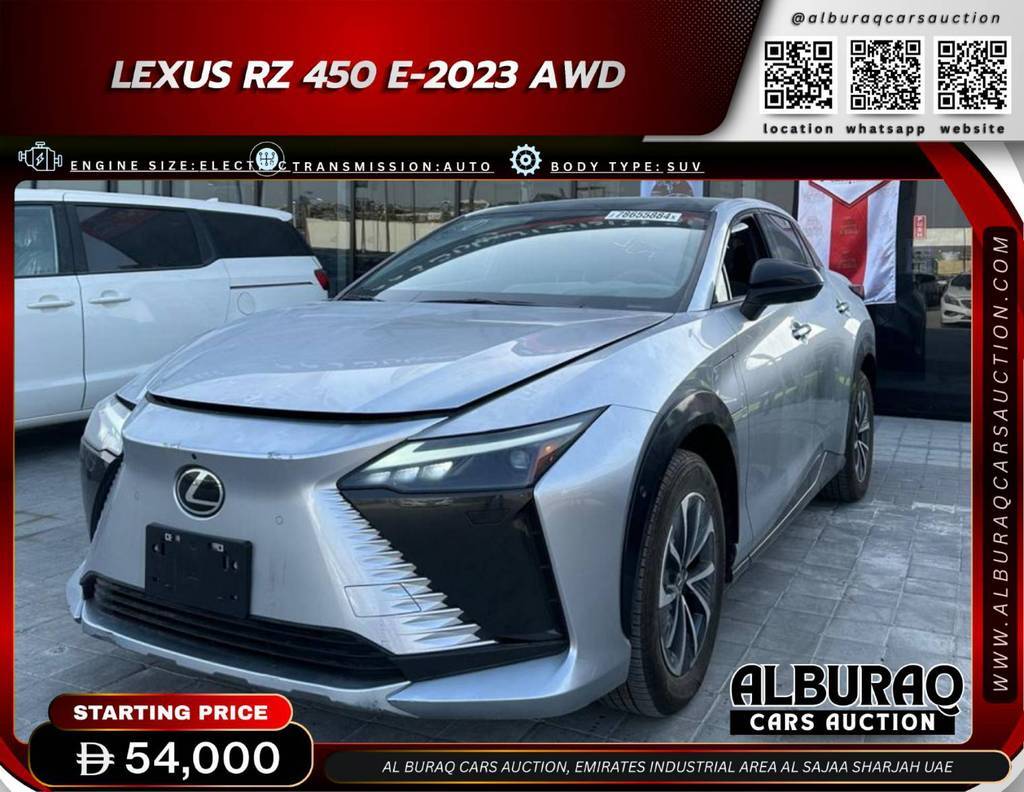 @alburaqcarsauction
LEXUS RZ 450 E-2023 AWD
location whatsapp website
ENGINE SIZE:ELECTRIC TRANSMISSION:AUTO BODY TYPE: SUV
78655884
WWW.ALBURAQCARSAUCTION.COM
ALBURAQ
CARS AUCTION
STARTING PRICE
54,000
AL BURAQ CARS AUCTION, EMIRATES INDUSTRIAL AREA AL SAJAA SHARJAH UAE